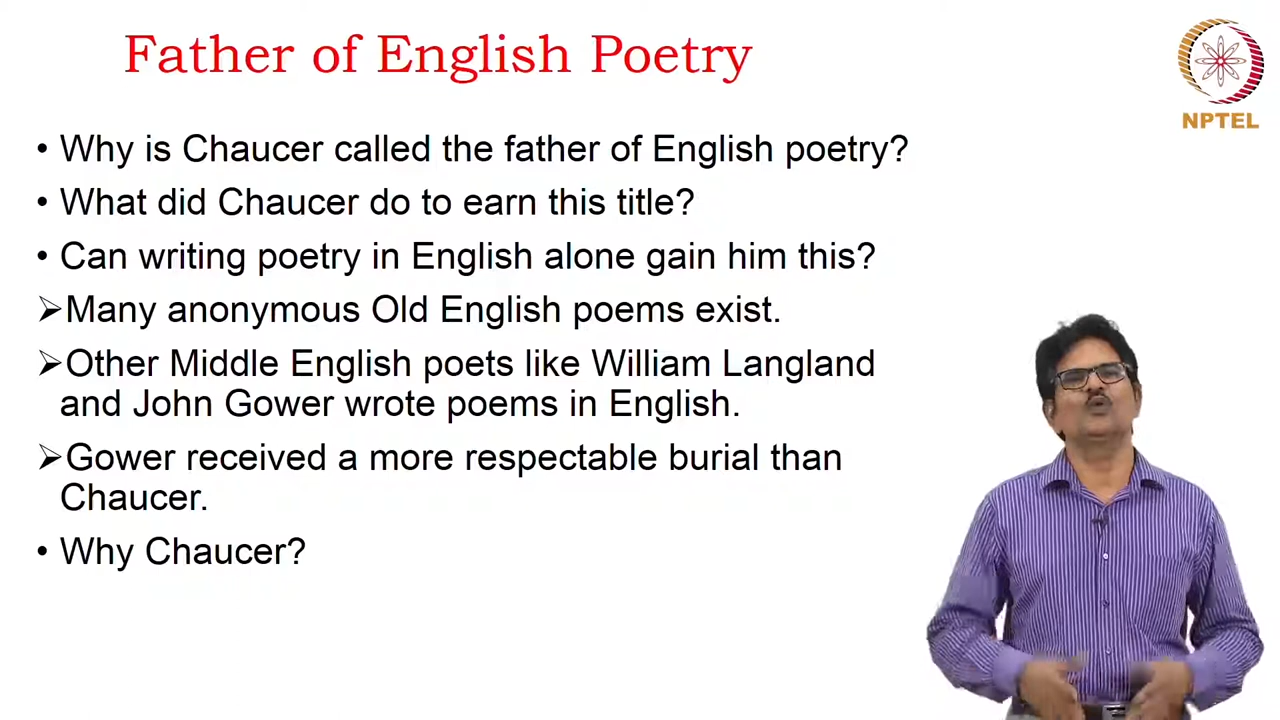 Father of English Poetry
NPTEL
• Why is Chaucer called the father of English poetry?
• What did Chaucer do to earn this title?
• Can writing poetry in English alone gain him this?
➢Many anonymous Old English poems exist.
➢Other Middle English poets like William Langland
and John Gower wrote poems in English.
➢Gower received a more respectable burial than
Chaucer.
• Why Chaucer?